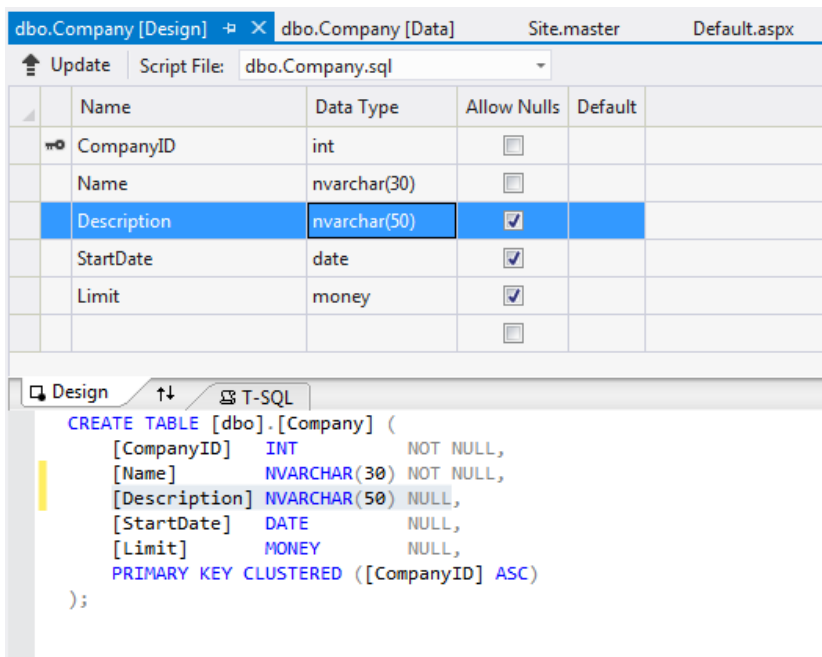 dbo.Company [Design] dbo.Company [Data] Site.master Default.aspx
Update Script File: dbo.Company.sql
Name Data Type Allow Nulls Default
CompanyID int
Name nvarchar(30)
Description nvarchar(50)
StartDate date
Limit money
Design T-SQL
CREATE TABLE [dbo].[Company] (
[CompanyID] INT NOT NULL,
[Name] NVARCHAR(30) NOT NULL,
[Description] NVARCHAR(50) NULL,
[StartDate] DATE NULL,
[Limit] MONEY NULL,
PRIMARY KEY CLUSTERED ([CompanyID] ASC)
);